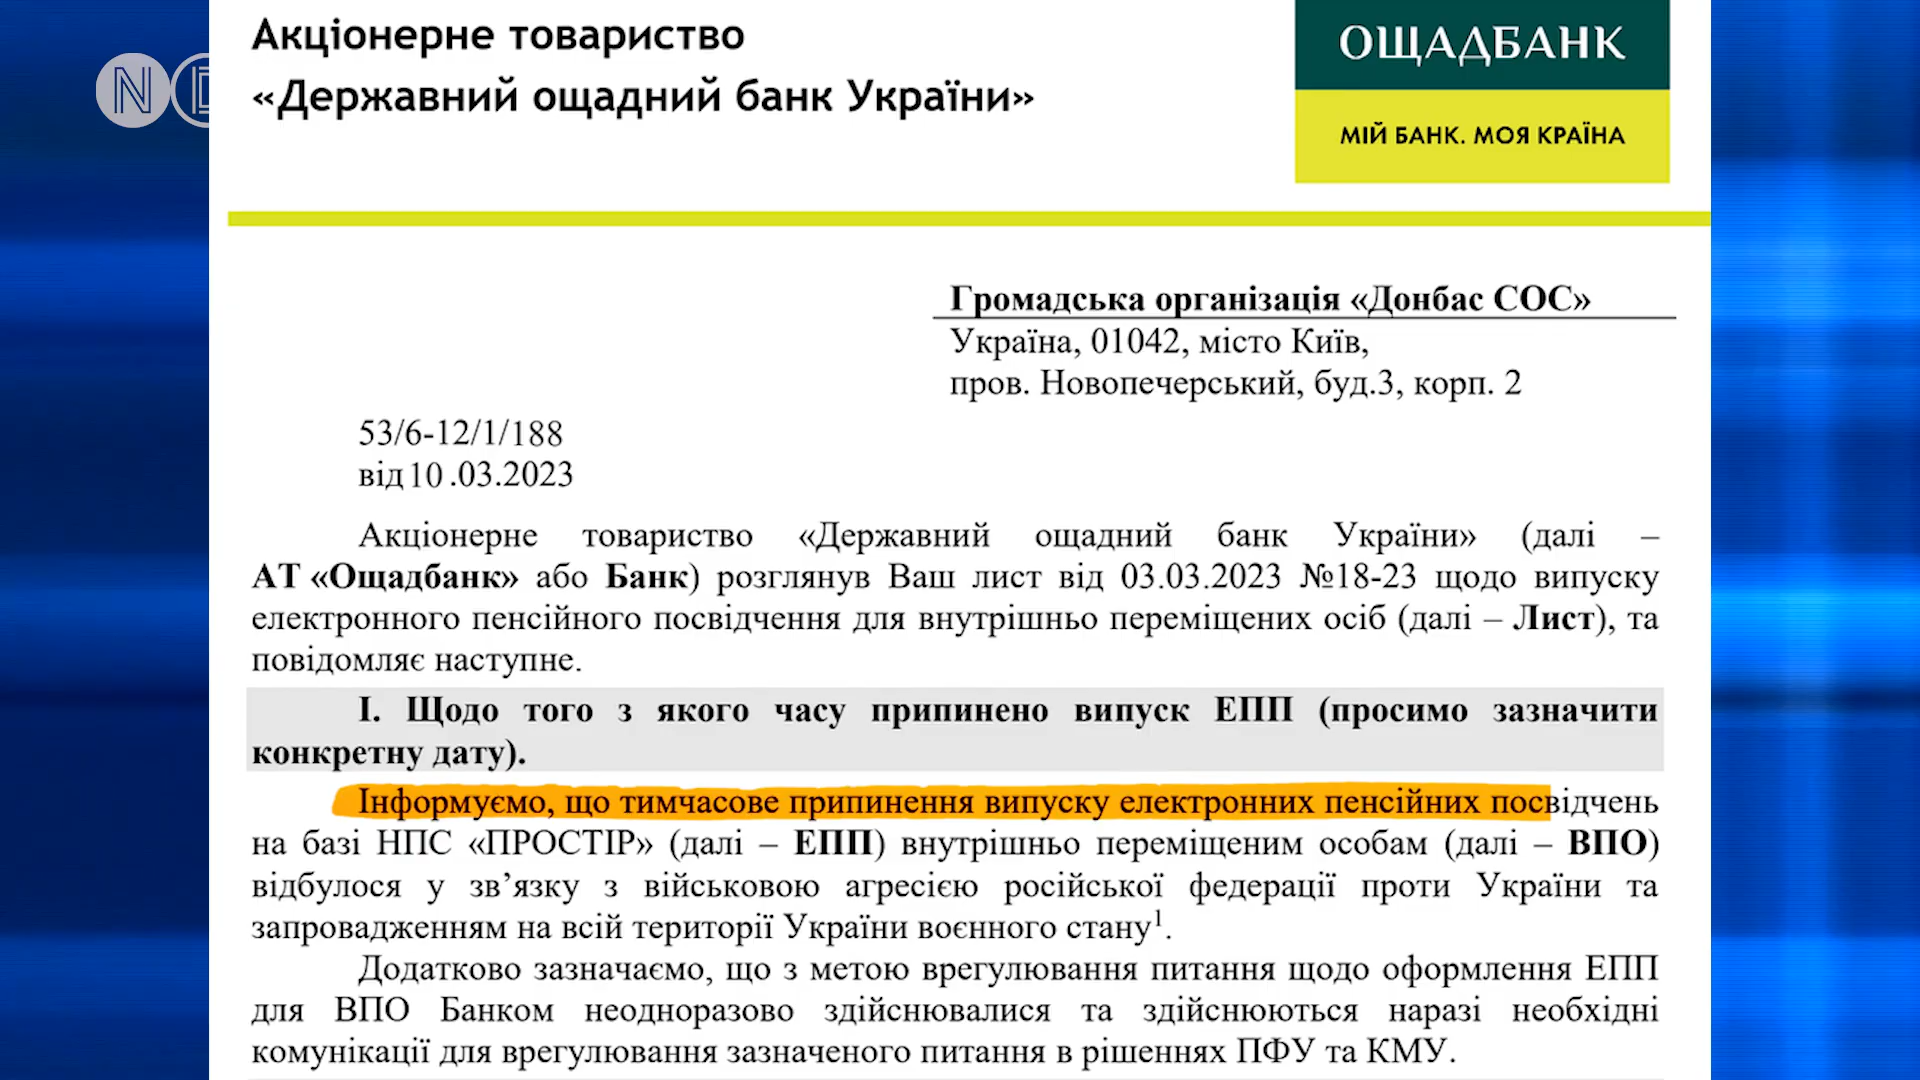 Акціонерне товариство
«Державний ощадний банк України»
ОЩАДБАНК
МІЙ БАНК. МОЯ КРАЇНА
N
Громадська організація «Донбас СОС»
Україна, 01042, місто Київ,
пров. Новопечерський, буд.3, корп. 2
53/6-12/1/188
від 10 .03.2023
Акціонерне товариство «Державний ощадний банк України» (далі –
АТ «Ощадбанк» або Банк) розглянув Ваш лист від 03.03.2023 №18-23 щодо випуску
електронного пенсійного посвідчення для внутрішньо переміщених осіб (далі – Лист), та
повідомляє наступне.
І. Щодо того з якого часу припинено випуск ЕПП (просимо зазначити
конкретну дату).
Інформуємо, що тимчасове припинення випуску електронних пенсійних посвідчень
на базі НПС «ПРОСТІР» (далі – ЕПП) внутрішньо переміщеним особам (далі – ВПО)
відбулося у зв’язку з військовою агресією російської федерації проти України та
запровадженням на всій території України воєнного стану¹.
Додатково зазначаємо, що з метою врегулювання питання щодо оформлення ЕПП
для ВПО Банком неодноразово здійснювалися та здійснюються наразі необхідні
комунікації для врегулювання зазначеного питання в рішеннях ПФУ та КМУ.